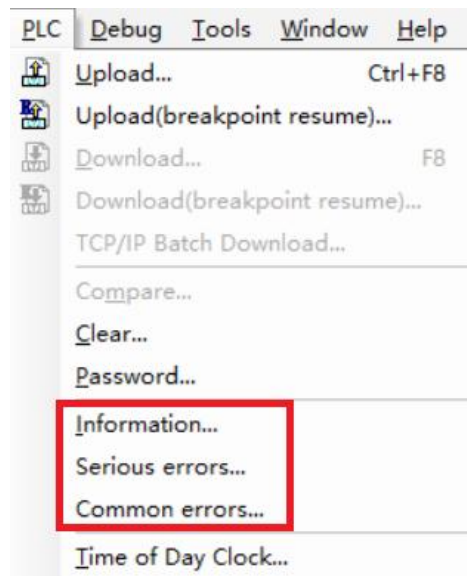 PLC Debug Tools Window Help
Upload... Ctrl+F8
Upload(breakpoint resume)...
Download... F8
Download(breakpoint resume)...
TCP/IP Batch Download...
Compare...
Clear...
Password...
Information...
Serious errors...
Common errors...
Time of Day Clock...